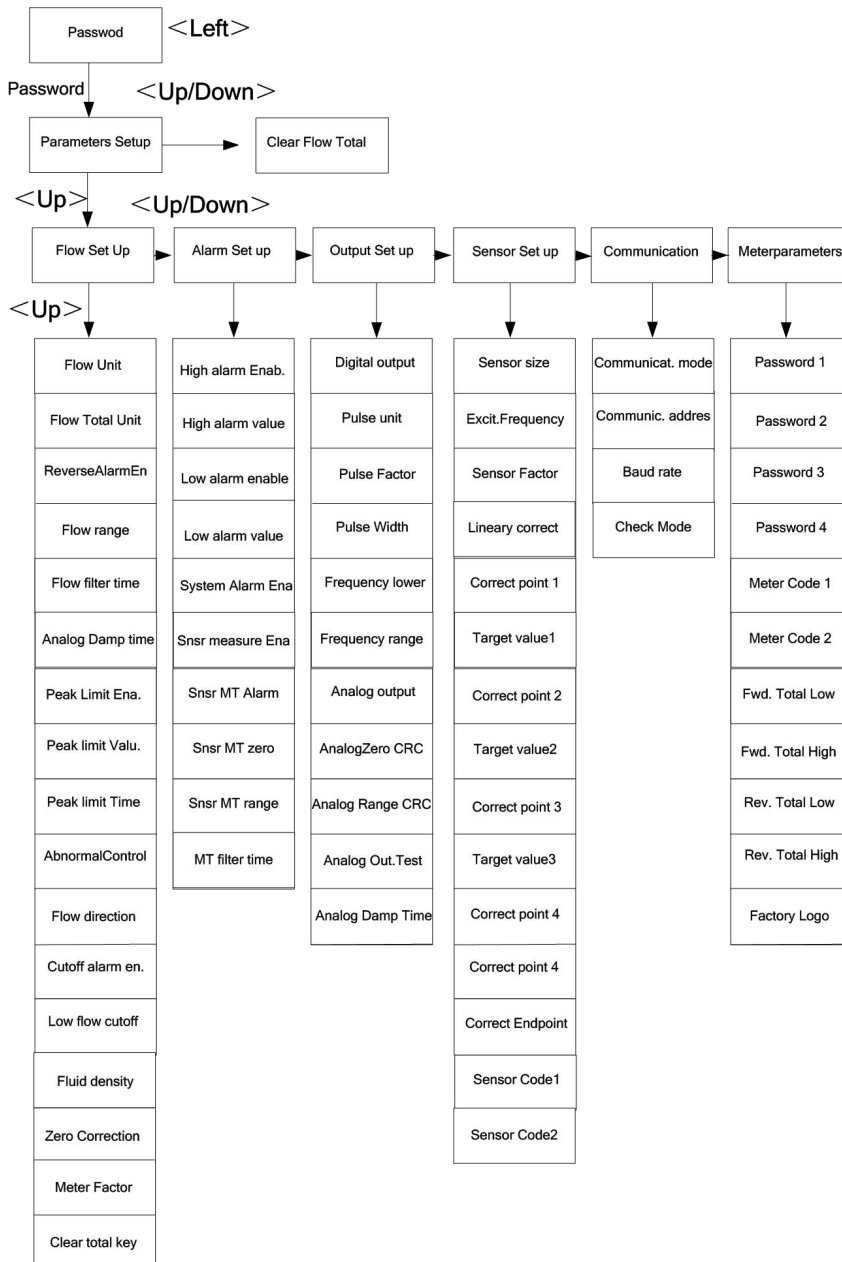 Passwod
<Left>
Password
<Up/Down>
Parameters Setup
Clear Flow Total
<Up>
<Up/Down>
Flow Set Up
Alarm Set up
Output Set up
Sensor Set up
Communication
Meterparameters
<Up>
Flow Unit
Flow Total Unit
ReverseAlarmEn
Flow range
Flow filter time
Analog Damp time
Peak Limit Ena.
Peak limit Valu.
Peak limit Time
AbnormalControl
Flow direction
Cutoff alarm en.
Low flow cutoff
Fluid density
Zero Correction
Meter Factor
Clear total key
High alarm Enab.
High alarm value
Low alarm enable
Low alarm value
System Alarm Ena
Snsr measure Ena
Snsr MT Alarm
Snsr MT zero
Snsr MT range
MT filter time
Digital output
Pulse unit
Pulse Factor
Pulse Width
Frequency lower
Frequency range
Analog output
AnalogZero CRC
Analog Range CRC
Analog Out.Test
Analog Damp Time
Sensor size
Excit.Frequency
Sensor Factor
Lineary correct
Correct point 1
Target value1
Correct point 2
Target value2
Correct point 3
Target value3
Correct point 4
Correct point 4
Correct Endpoint
Sensor Code1
Sensor Code2
Communicat. mode
Communic. addres
Baud rate
Check Mode
Password 1
Password 2
Password 3
Password 4
Meter Code 1
Meter Code 2
Fwd. Total Low
Fwd. Total High
Rev. Total Low
Rev. Total High
Factory Logo